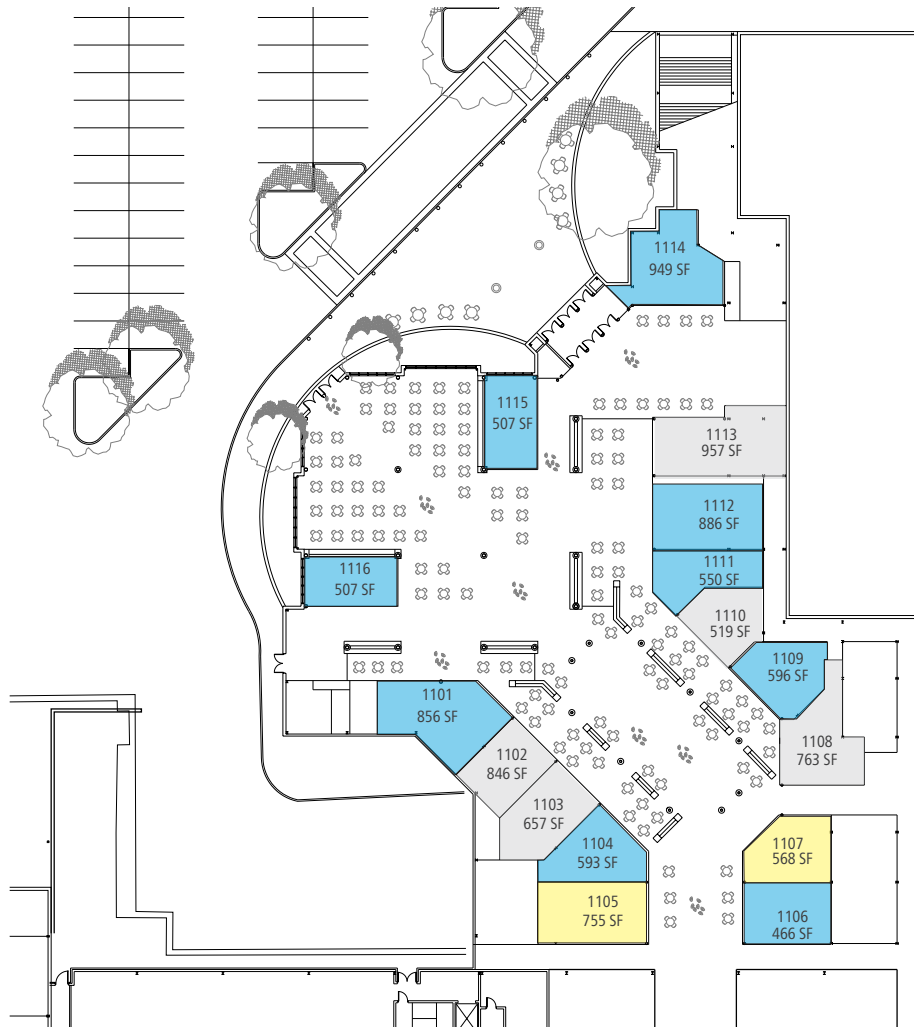 1114
949 SF
1115
507 SF
1113
957 SF
1112
886 SF
1111
550 SF
1116
507 SF
1110
519 SF
1109
596 SF
1101
856 SF
1108
763 SF
1102
846 SF
1103
657 SF
1104
593 SF
1107
568 SF
1105
755 SF
1106
466 SF